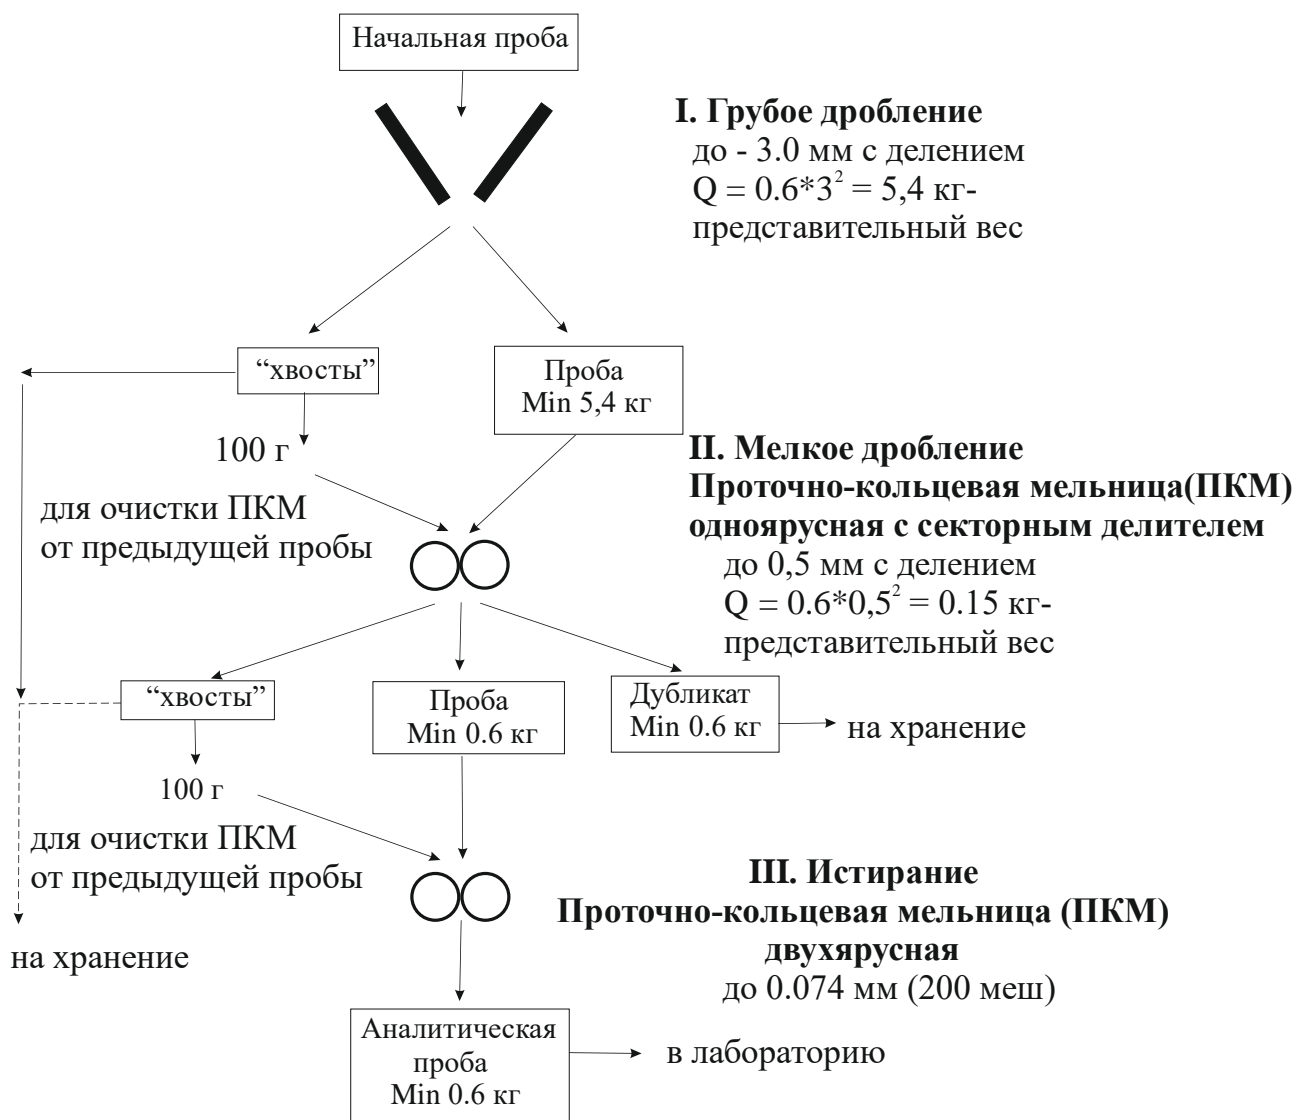 Начальная проба
I. Грубое дробление
до - 3.0 мм с делением
Q = 0.6*3² = 5,4 кг-
представительный вес
“хвосты”
Проба
Min 5,4 кг
100 г
для очистки ПКМ
от предыдущей пробы
II. Мелкое дробление
Проточно-кольцевая мельница(ПКМ)
одноярусная с секторным делителем
до 0,5 мм с делением
Q = 0.6*0,5² = 0.15 кг-
представительный вес
“хвосты”
Проба
Min 0.6 кг
Дубликат
Min 0.6 кг
на хранение
100 г
для очистки ПКМ
от предыдущей пробы
на хранение
III. Истирание
Проточно-кольцевая мельница (ПКМ)
двухярусная
до 0.074 мм (200 меш)
Аналитическая
проба
Min 0.6 кг
в лабораторию